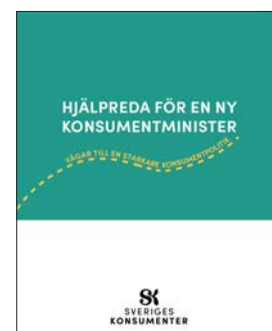 HJÄLPREDA FÖR EN NY
KONSUMENTMINISTER
VÄGAR TILL EN STARKARE KONSUMENTPOLITIK
SK
SVERIGES
KONSUMENTER